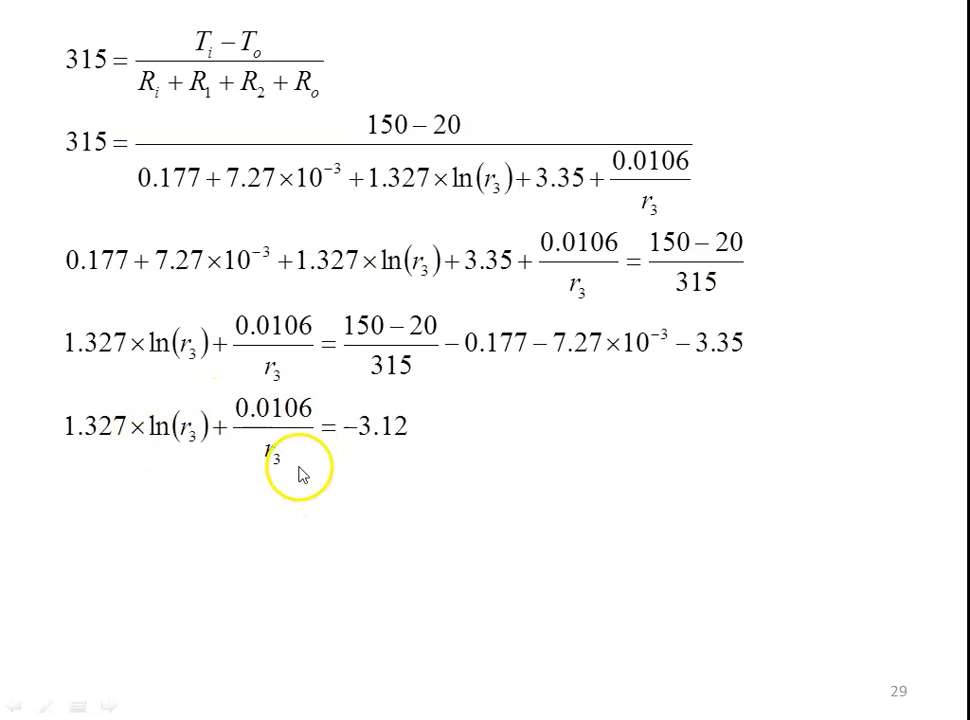 315 = (T_i − T_o) / (R_i + R_1 + R_2 + R_o)
315 = (150 − 20) / (0.177 + 7.27×10^−3 + 1.327×ln(r_3) + 3.35 + 0.0106/r_3)
0.177 + 7.27×10^−3 + 1.327×ln(r_3) + 3.35 + 0.0106/r_3 = (150 − 20)/315
1.327×ln(r_3) + 0.0106/r_3 = (150 − 20)/315 − 0.177 − 7.27×10^−3 − 3.35
1.327×ln(r_3) + 0.0106/r_3 = −3.12
29